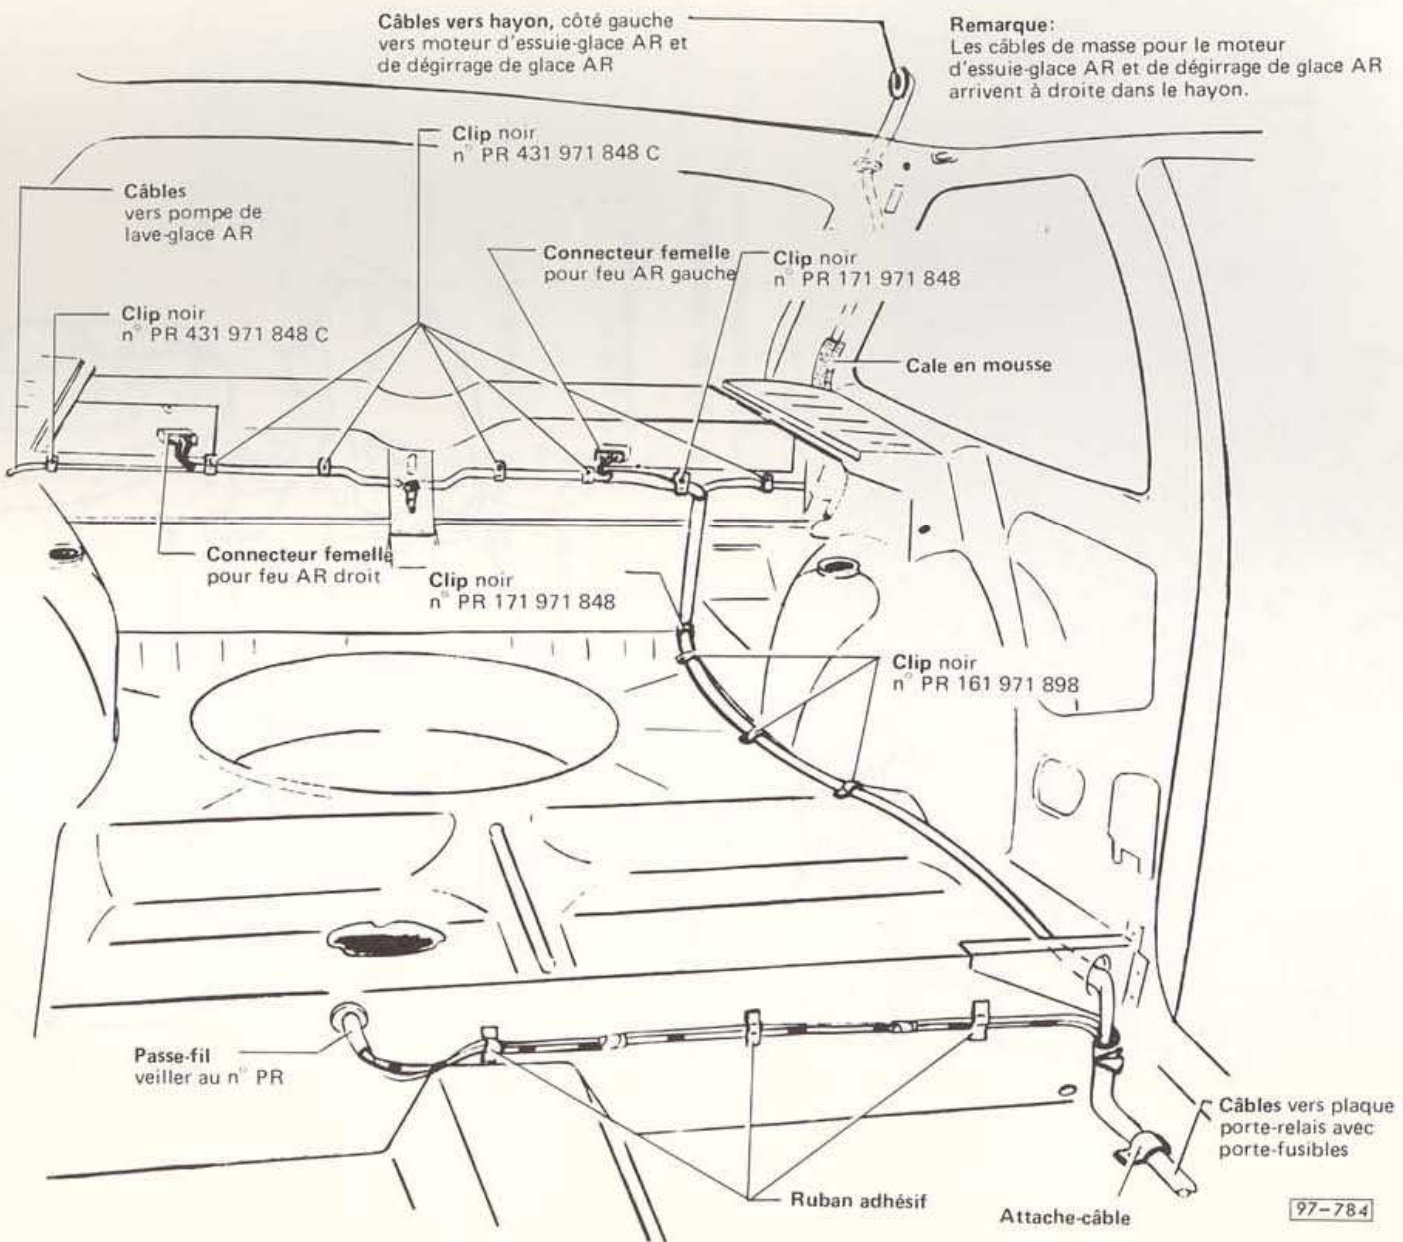 Câbles vers hayon, côté gauche
vers moteur d'essuie-glace AR et
de dégirrage de glace AR
Remarque:
Les câbles de masse pour le moteur
d'essuie-glace AR et de dégirrage de glace AR
arrivent à droite dans le hayon.
Clip noir
n° PR 431 971 848 C
Câbles
vers pompe de
lave-glace AR
Connecteur femelle
pour feu AR gauche
Clip noir
n° PR 171 971 848
Clip noir
n° PR 431 971 848 C
Cale en mousse
Connecteur femelle
pour feu AR droit
Clip noir
n° PR 171 971 848
Clip noir
n° PR 161 971 898
Passe-fil
veiller au n° PR
Câbles vers plaque
porte-relais avec
porte-fusibles
Ruban adhésif
Attache-câble
97-784